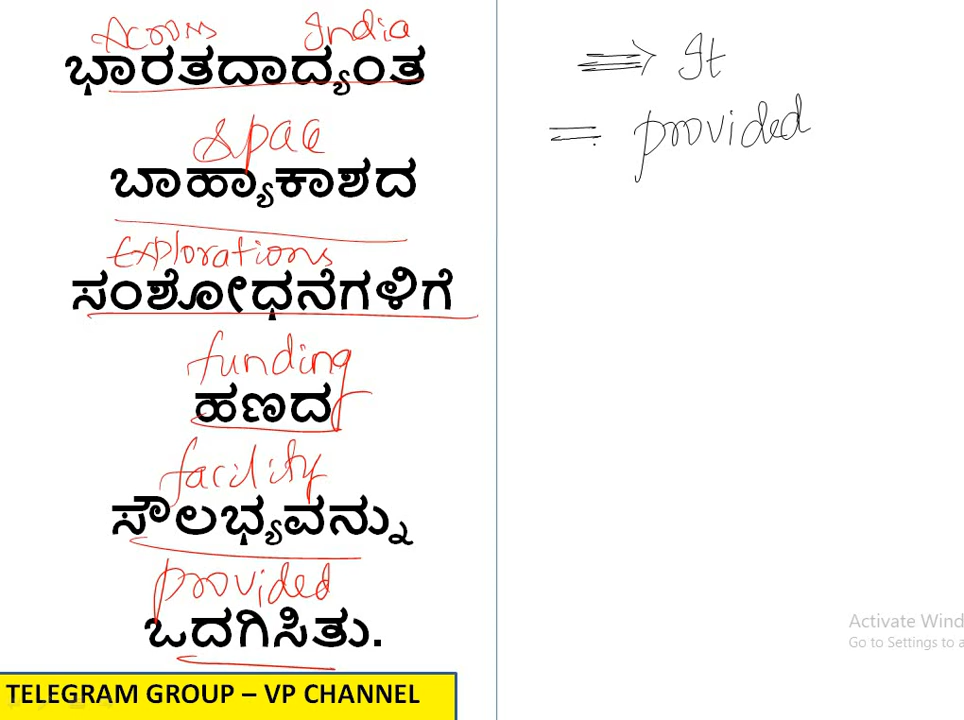 Across India
ಭಾರತದಾದ್ಯಂತ
Space
ಬಾಹ್ಯಾಕಾಶದ
Explorations
ಸಂಶೋಧನೆಗಳಿಗೆ
funding
ಹಣದ
facility
ಸೌಲಭ್ಯವನ್ನು
provided
ಒದಗಿಸಿತು.
TELEGRAM GROUP – VP CHANNEL
⇒ It
= provided
Activate Wind
Go to Settings to a